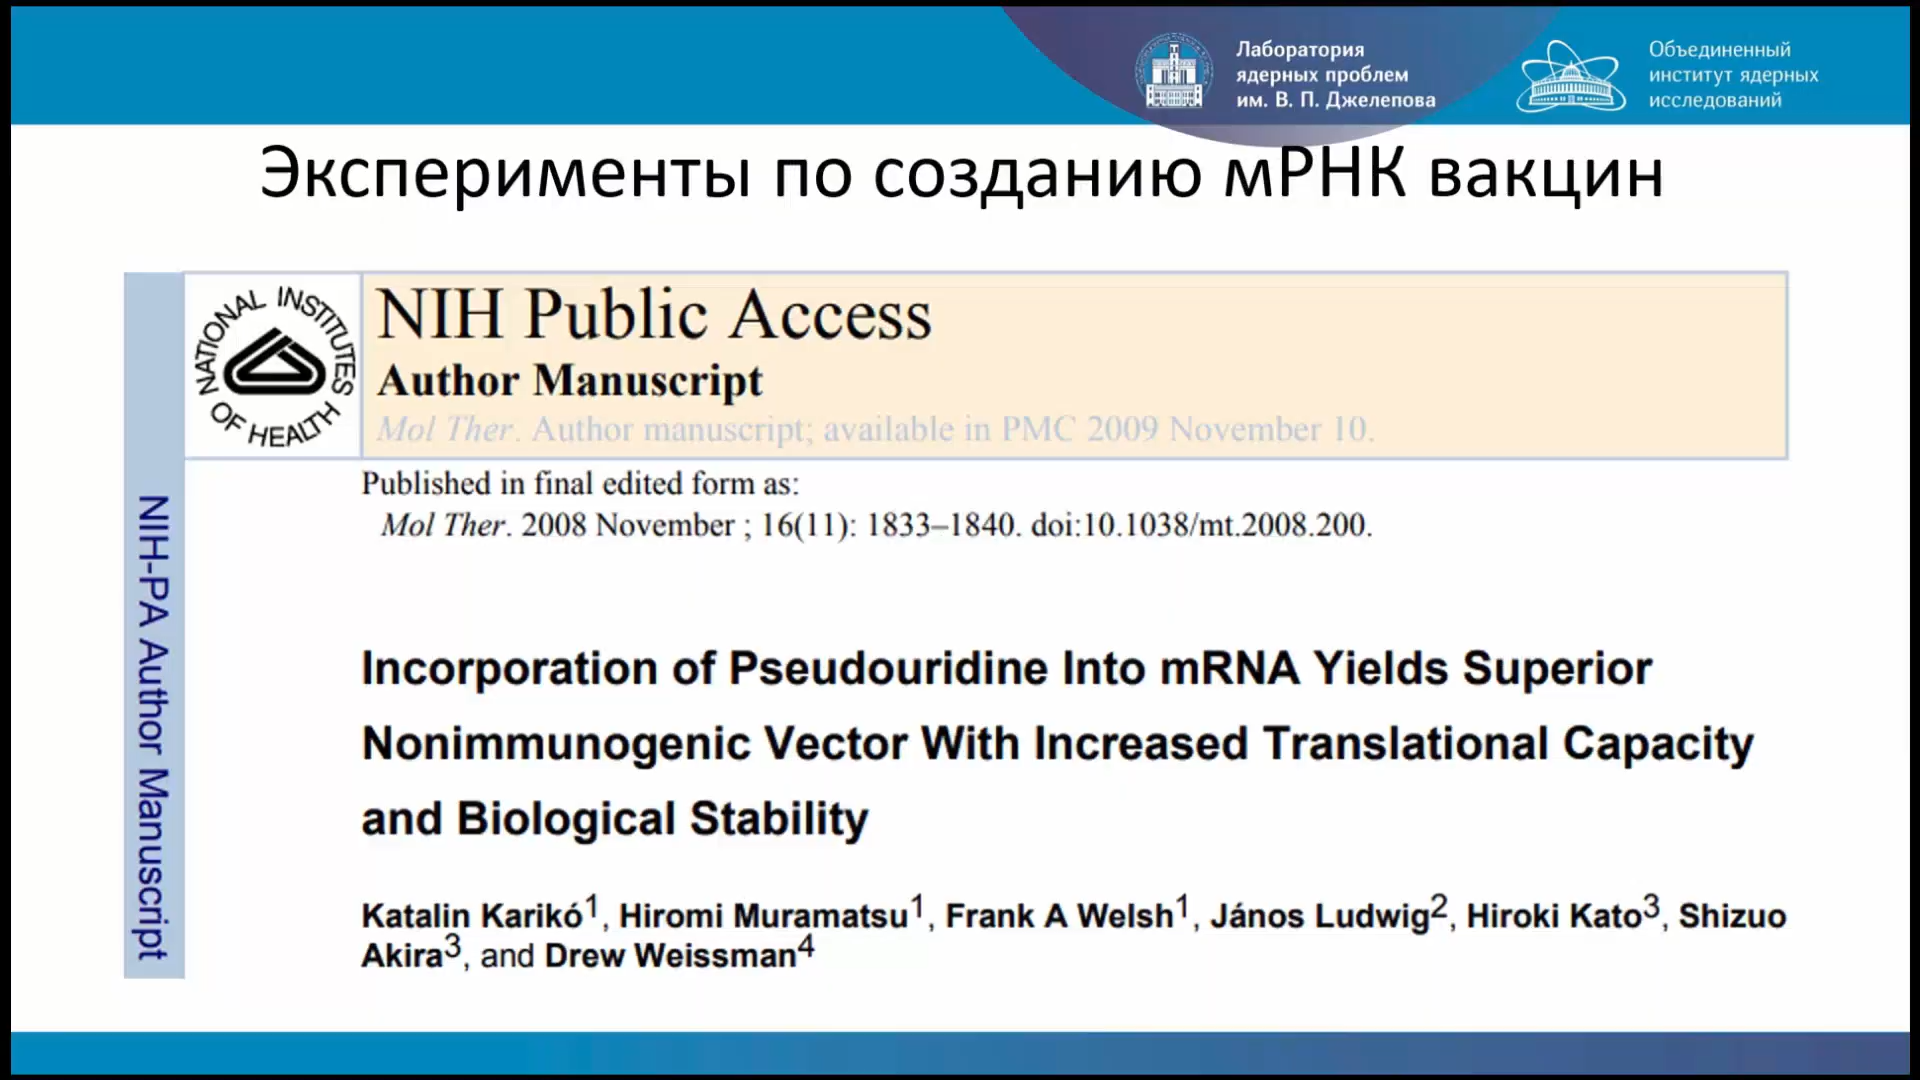 Лаборатория
ядерных проблем
им. В. П. Джелепова
Объединенный
институт ядерных
исследований
Эксперименты по созданию мРНК вакцин
NATIONAL INSTITUTES OF HEALTH
NIH Public Access
Author Manuscript
Mol Ther. Author manuscript; available in PMC 2009 November 10.
Published in final edited form as:
Mol Ther. 2008 November ; 16(11): 1833–1840. doi:10.1038/mt.2008.200.
NIH-PA Author Manuscript
Incorporation of Pseudouridine Into mRNA Yields Superior
Nonimmunogenic Vector With Increased Translational Capacity
and Biological Stability
Katalin Karikó1, Hiromi Muramatsu1, Frank A Welsh1, János Ludwig2, Hiroki Kato3, Shizuo
Akira3, and Drew Weissman4